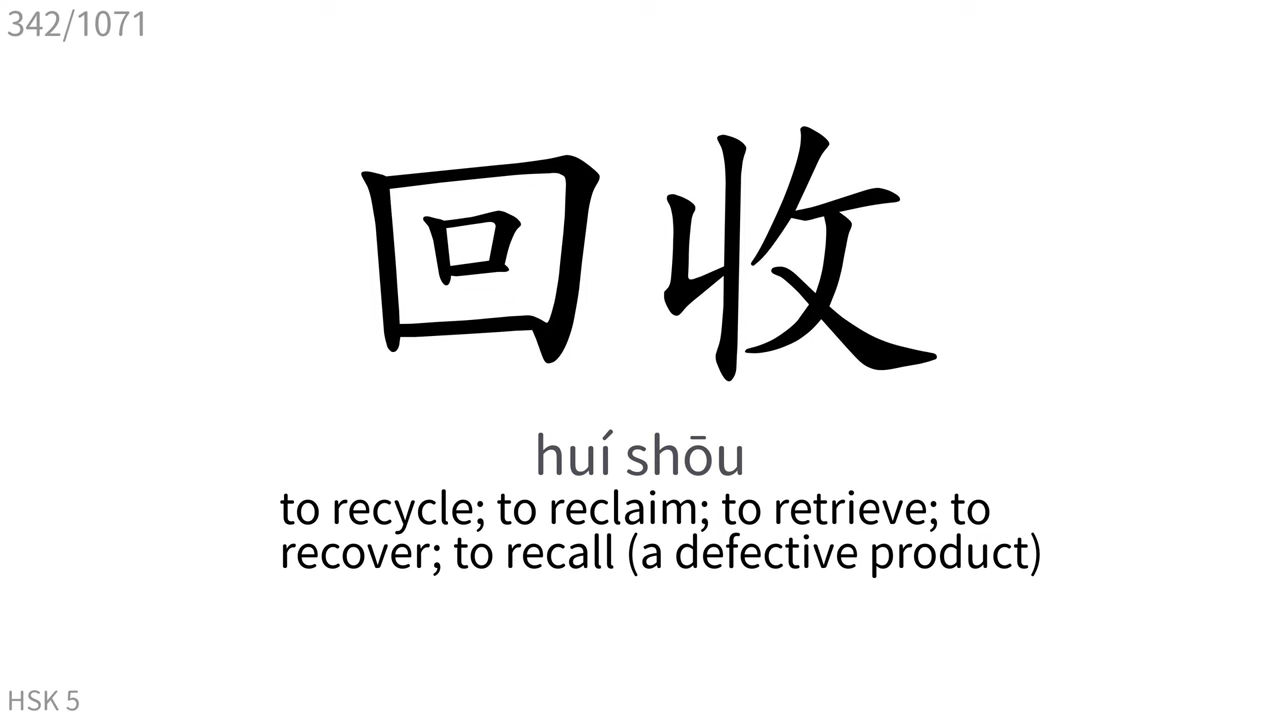 342/1071
回收
huí shōu
to recycle; to reclaim; to retrieve; to
recover; to recall (a defective product)
HSK 5